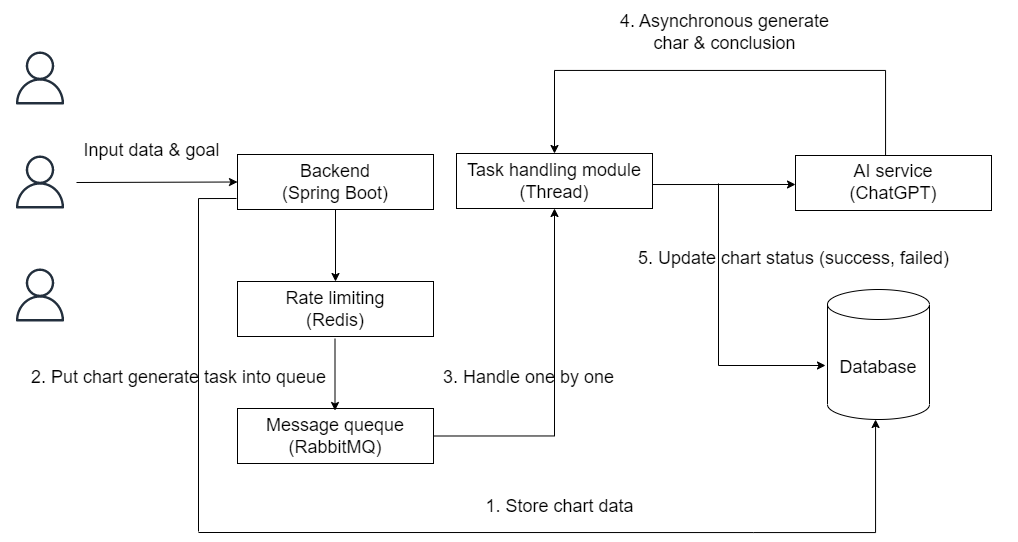 4. Asynchronous generate
char & conclusion
Input data & goal
Backend
(Spring Boot)
Task handling module
(Thread)
AI service
(ChatGPT)
5. Update chart status (success, failed)
Rate limiting
(Redis)
Database
2. Put chart generate task into queue
3. Handle one by one
Message queque
(RabbitMQ)
1. Store chart data